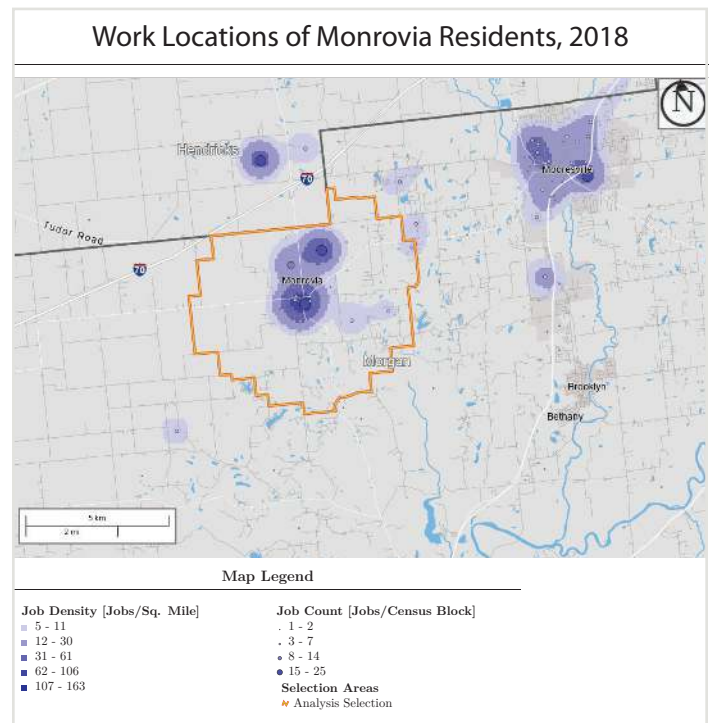 Work Locations of Monrovia Residents, 2018
N
Hendricks
70
Mooresville
Tudor Road
70
Monrovia
Morgan
Brooklyn
Bethany
5 km
2 mi
Map Legend
Job Density [Jobs/Sq. Mile]
5 - 11
12 - 30
31 - 61
62 - 106
107 - 163
Job Count [Jobs/Census Block]
1 - 2
3 - 7
8 - 14
15 - 25
Selection Areas
Analysis Selection